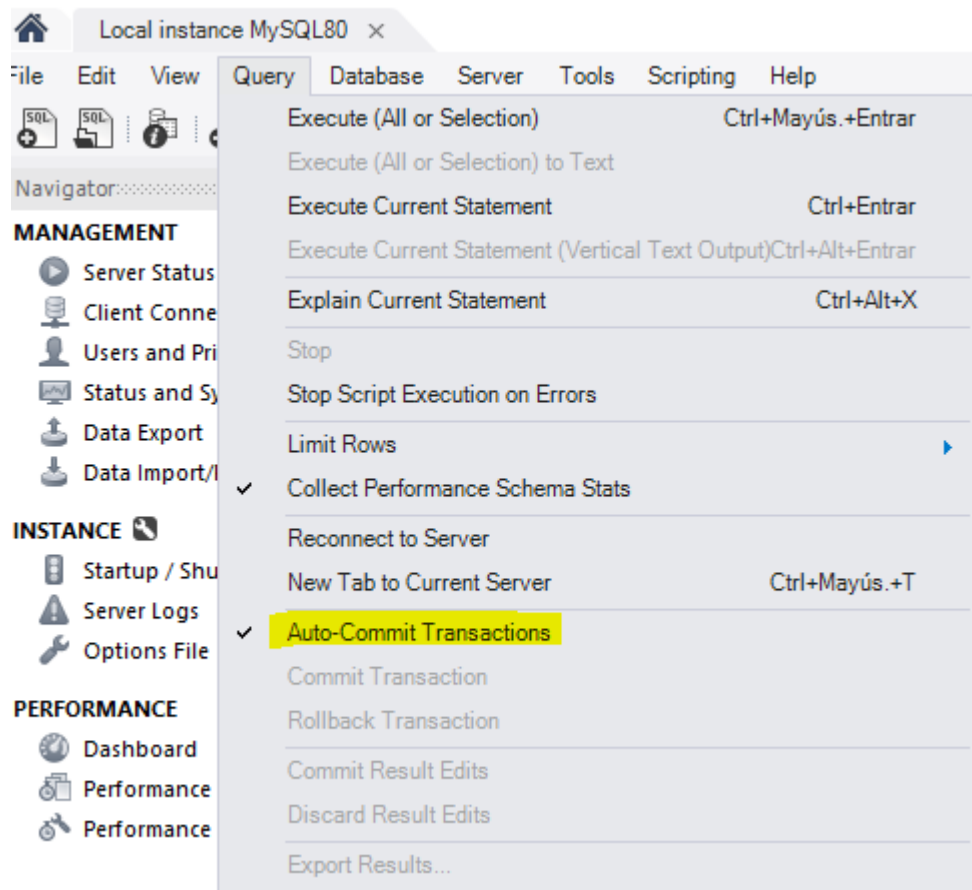 Local instance MySQL80 ×
File Edit View Query Database Server Tools Scripting Help
SQL SQL
Navigator
MANAGEMENT
Server Status
Client Conne
Users and Pri
Status and Sy
Data Export
Data Import/
INSTANCE
Startup / Shu
Server Logs
Options File
PERFORMANCE
Dashboard
Performance
Performance
Execute (All or Selection) Ctrl+Mayús.+Entrar
Execute (All or Selection) to Text
Execute Current Statement Ctrl+Entrar
Execute Current Statement (Vertical Text Output)Ctrl+Alt+Entrar
Explain Current Statement Ctrl+Alt+X
Stop
Stop Script Execution on Errors
Limit Rows
Collect Performance Schema Stats
Reconnect to Server
New Tab to Current Server Ctrl+Mayús.+T
Auto-Commit Transactions
Commit Transaction
Rollback Transaction
Commit Result Edits
Discard Result Edits
Export Results...